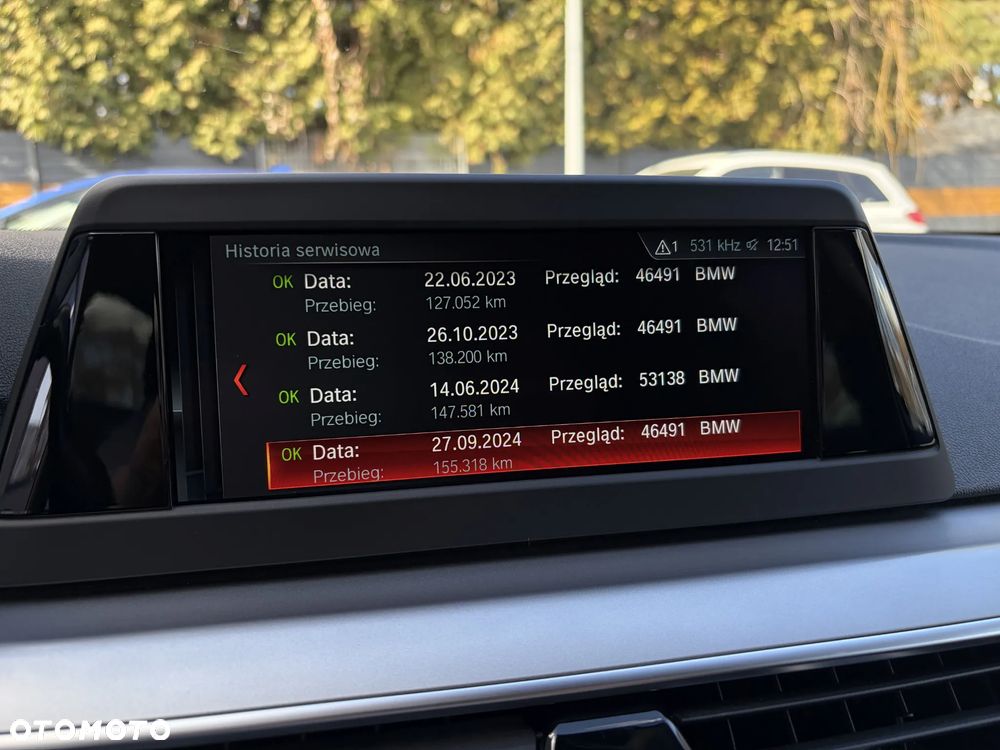 Historia serwisowa 1 531 kHz 12:51
OK Data: 22.06.2023 Przegląd: 46491 BMW
Przebieg: 127.052 km
OK Data: 26.10.2023 Przegląd: 46491 BMW
Przebieg: 138.200 km
OK Data: 14.06.2024 Przegląd: 53138 BMW
Przebieg: 147.581 km
OK Data: 27.09.2024 Przegląd: 46491 BMW
Przebieg: 155.318 km
OTOMOTO